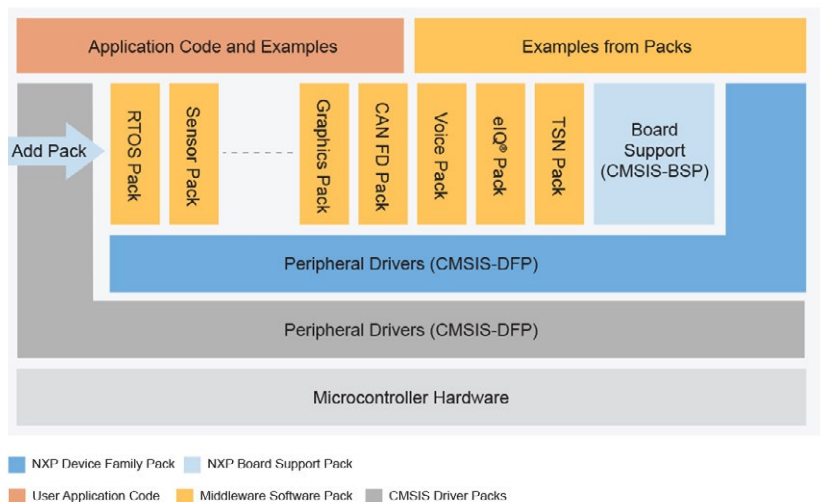 Application Code and Examples
Examples from Packs
Add Pack
RTOS Pack
Sensor Pack
Graphics Pack
CAN FD Pack
Voice Pack
eIQ® Pack
TSN Pack
Board
Support
(CMSIS-BSP)
Peripheral Drivers (CMSIS-DFP)
Peripheral Drivers (CMSIS-DFP)
Microcontroller Hardware
NXP Device Family Pack
NXP Board Support Pack
User Application Code
Middleware Software Pack
CMSIS Driver Packs